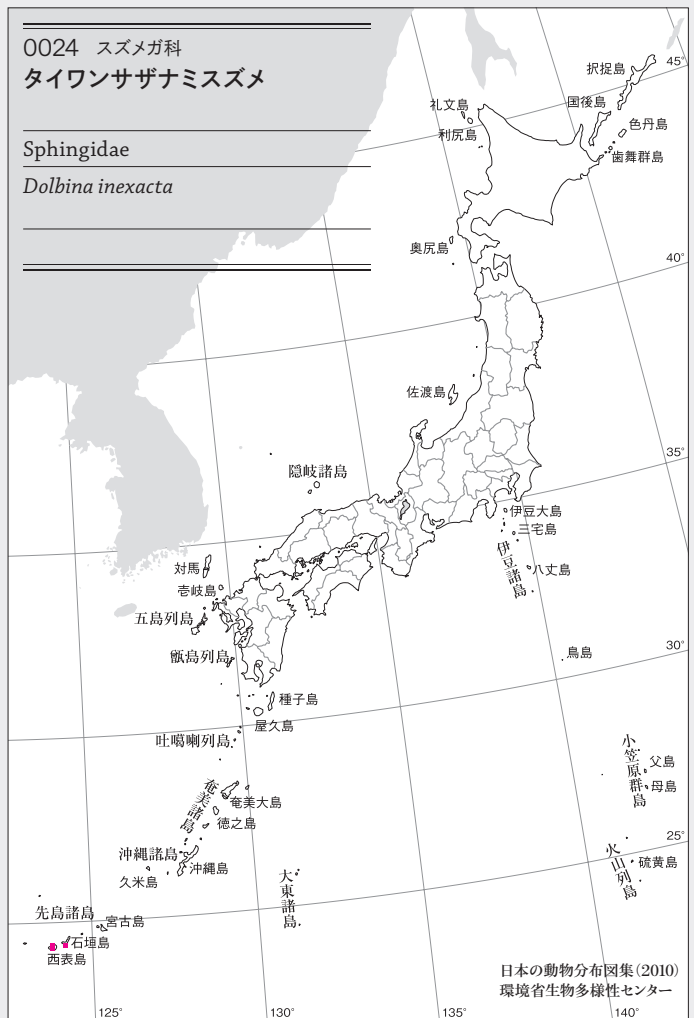 0024 スズメガ科
タイワンサザナミスズメ
Sphingidae
Dolbina inexacta
択捉島
45°
礼文島
国後島
色丹島
利尻島
歯舞群島
奥尻島
40°
佐渡島
35°
隠岐諸島
伊豆大島
三宅島
伊豆諸島
八丈島
対馬
壱岐島
五島列島
甑島列島
鳥島
30°
種子島
屋久島
吐噶喇列島
小笠原群島
父島
母島
奄美諸島
奄美大島
徳之島
25°
沖縄諸島
沖縄島
久米島
火山列島
硫黄島
大東諸島
先島諸島
宮古島
石垣島
西表島
日本の動物分布図集(2010)
環境省生物多様性センター
125°
130°
135°
140°